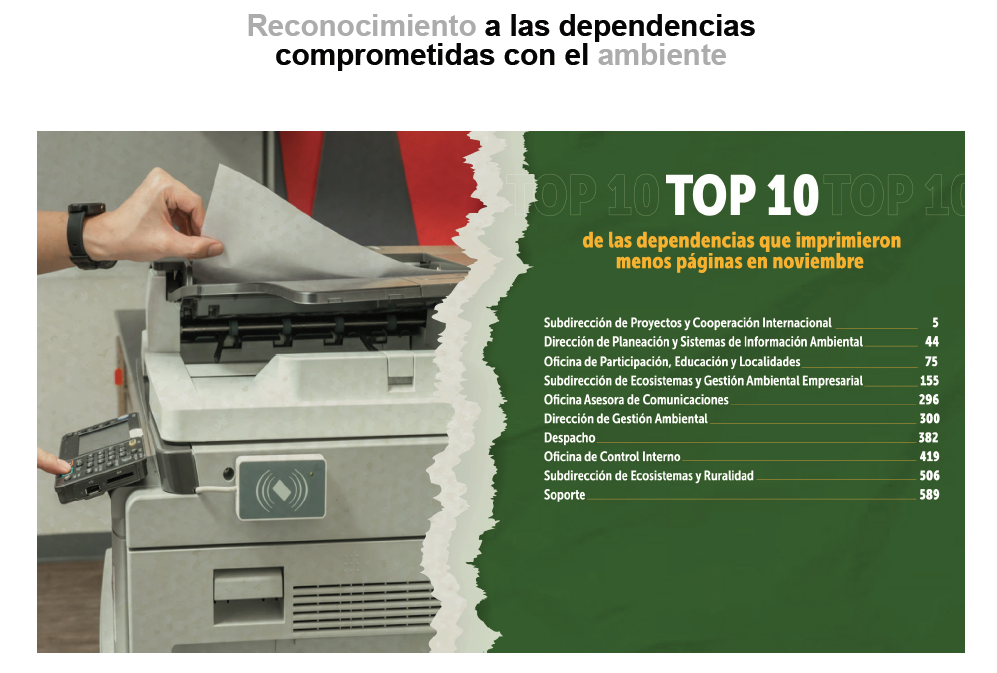 Reconocimiento a las dependencias
comprometidas con el ambiente
TOP 10 TOP 10 TOP 10
de las dependencias que imprimieron
menos páginas en noviembre
Subdirección de Proyectos y Cooperación Internacional 5
Dirección de Planeación y Sistemas de Información Ambiental 44
Oficina de Participación, Educación y Localidades 75
Subdirección de Ecosistemas y Gestión Ambiental Empresarial 155
Oficina Asesora de Comunicaciones 296
Dirección de Gestión Ambiental 300
Despacho 382
Oficina de Control Interno 419
Subdirección de Ecosistemas y Ruralidad 506
Soporte 589